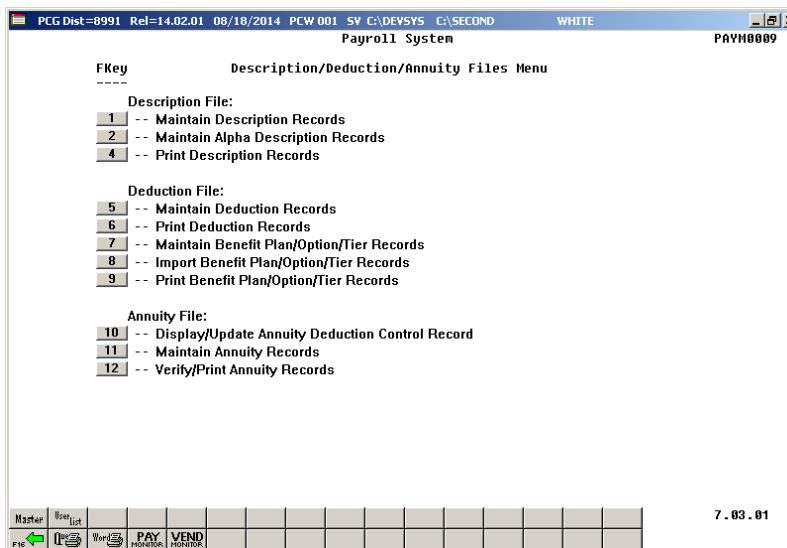 PCG Dist=8991 Rel=14.02.01 08/18/2014 PCW 001 SV C:\DEVSYS C:\SECOND WHITE
Payroll System PAYM0009
FKey Description/Deduction/Annuity Files Menu
----
Description File:
1 -- Maintain Description Records
2 -- Maintain Alpha Description Records
4 -- Print Description Records
Deduction File:
5 -- Maintain Deduction Records
6 -- Print Deduction Records
7 -- Maintain Benefit Plan/Option/Tier Records
8 -- Import Benefit Plan/Option/Tier Records
9 -- Print Benefit Plan/Option/Tier Records
Annuity File:
10 -- Display/Update Annuity Deduction Control Record
11 -- Maintain Annuity Records
12 -- Verify/Print Annuity Records
Master User List 7.03.01
F16 Que Word PAY MONITOR VEND MONITOR